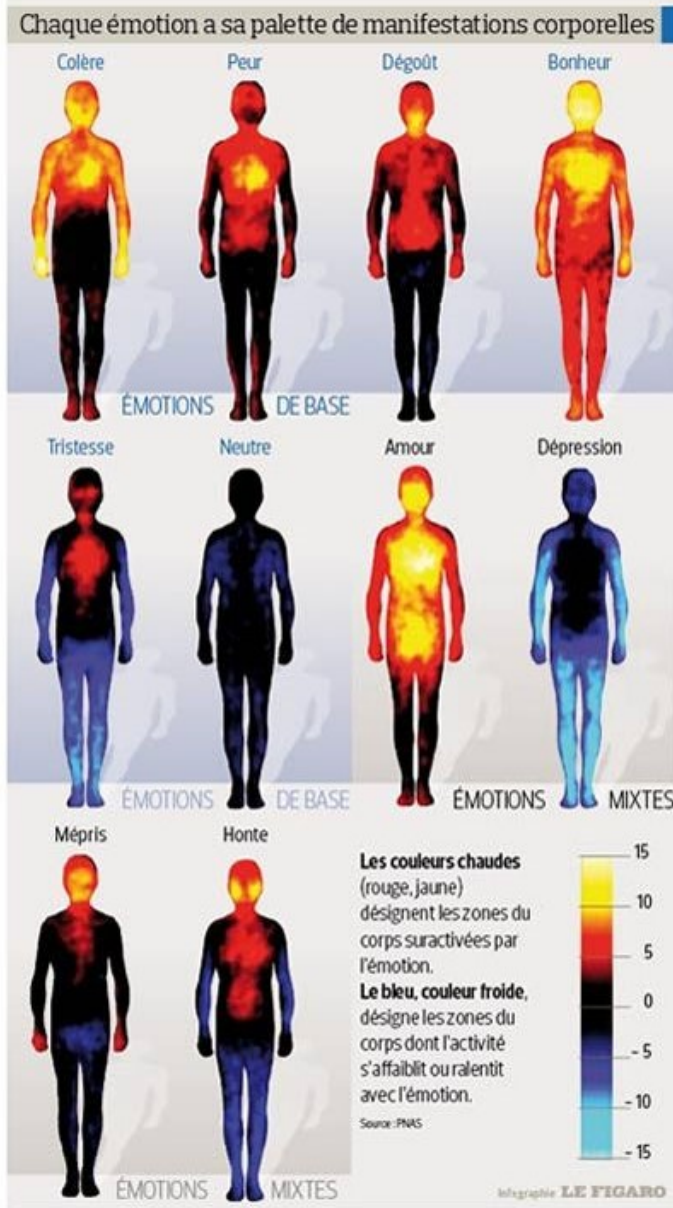 Chaque émotion a sa palette de manifestations corporelles
Colère Peur Dégoût Bonheur
ÉMOTIONS DE BASE
Tristesse Neutre Amour Dépression
ÉMOTIONS DE BASE ÉMOTIONS MIXTES
Mépris Honte
ÉMOTIONS MIXTES
Les couleurs chaudes
(rouge, jaune)
désignent les zones du
corps suractivées par
l'émotion.
Le bleu, couleur froide,
désigne les zones du
corps dont l'activité
s'affaiblit ou ralentit
avec l'émotion.
Source : PNAS
15
10
5
0
- 5
- 10
- 15
Infographie LE FIGARO